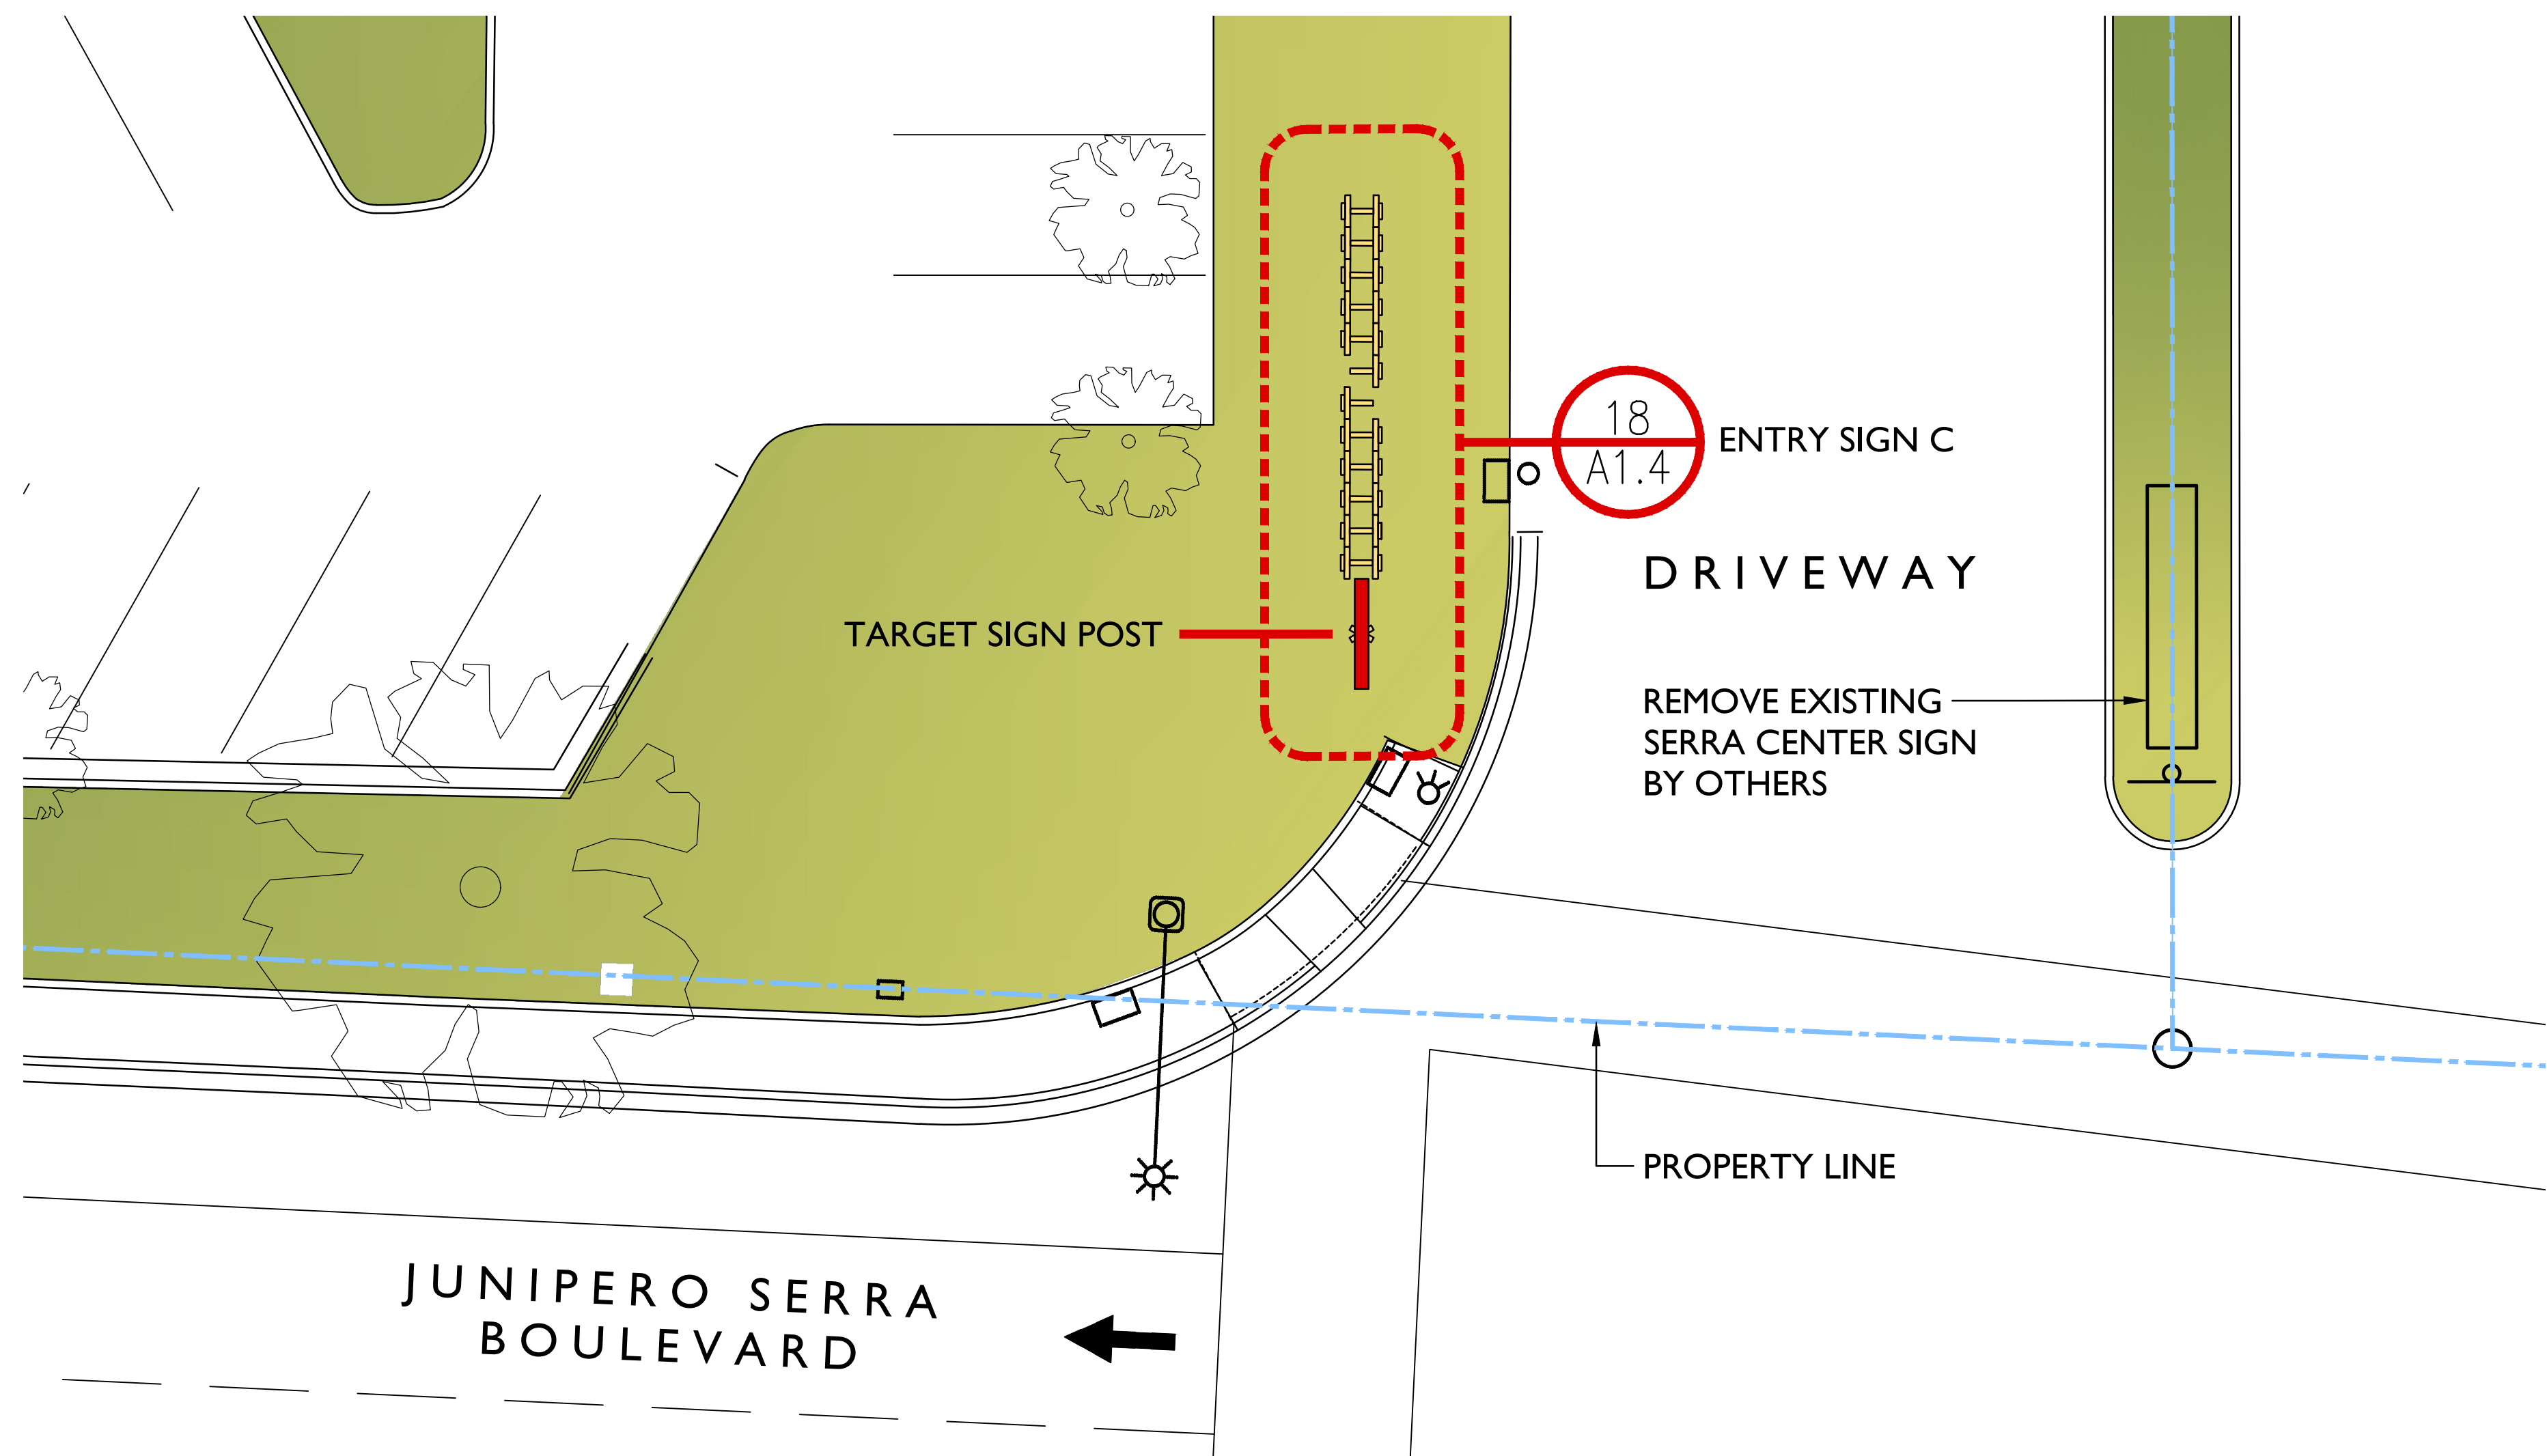 18
A1.4
ENTRY SIGN C
DRIVEWAY
TARGET SIGN POST
REMOVE EXISTING
SERRA CENTER SIGN
BY OTHERS
PROPERTY LINE
JUNIPERO SERRA
BOULEVARD